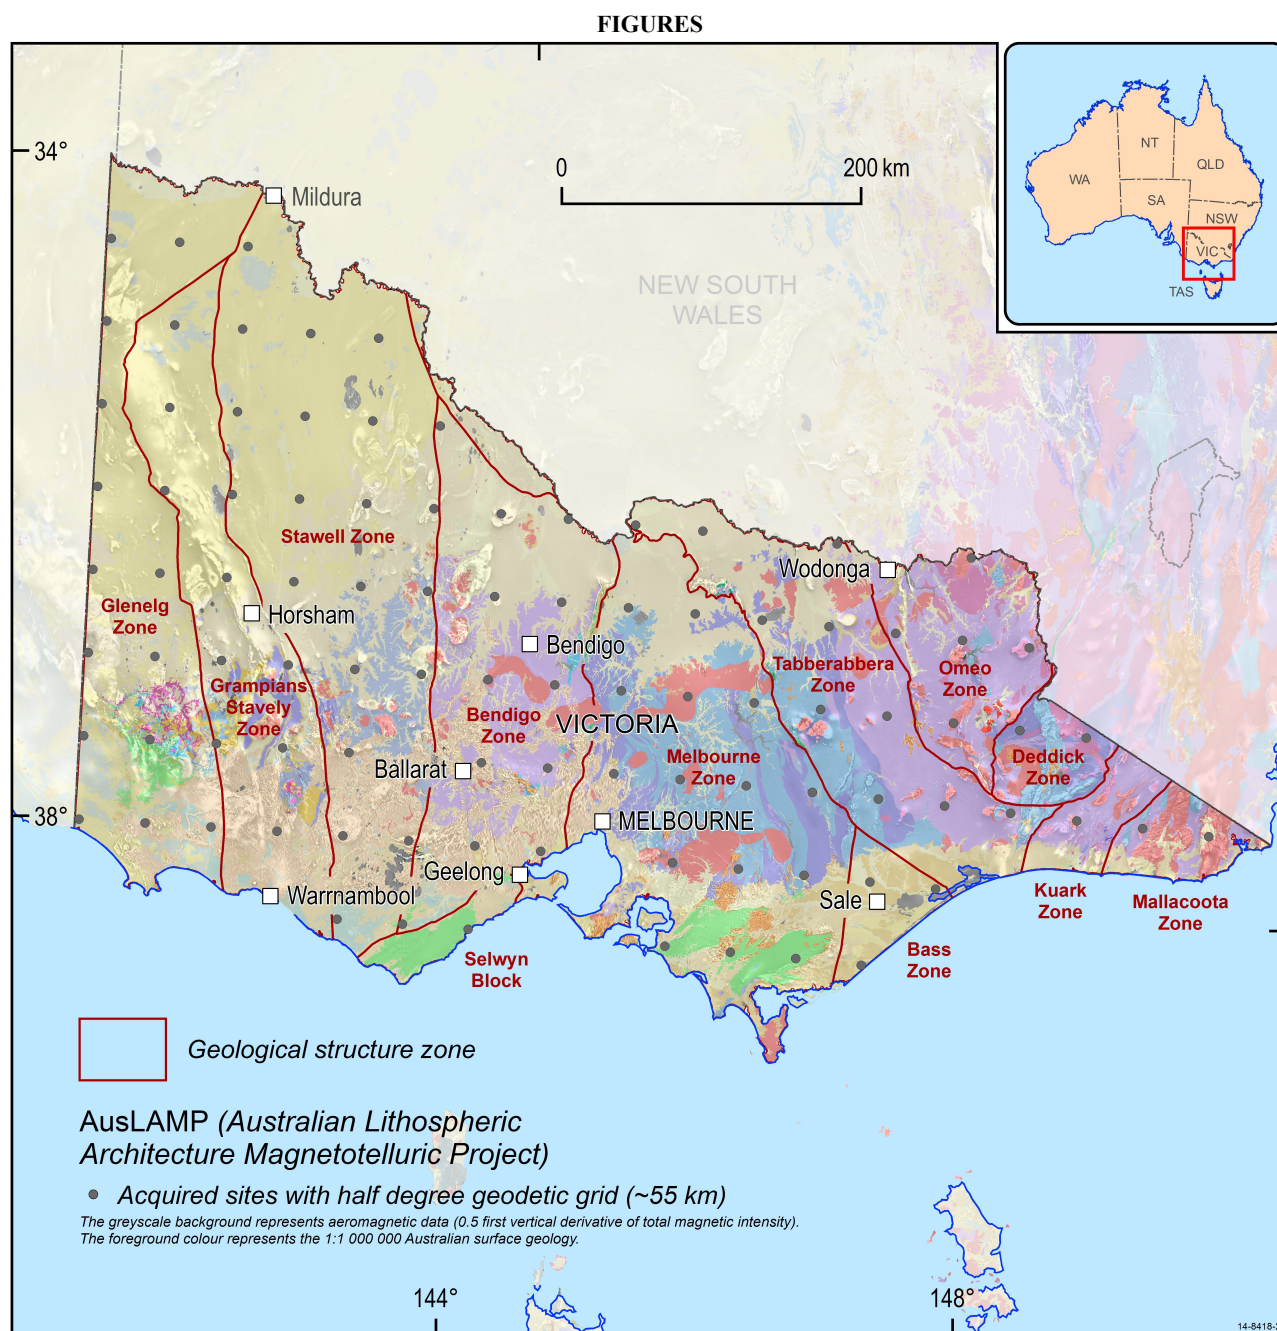 FIGURES
34°
Mildura
0
200 km
NEW SOUTH
WALES
WA
NT
QLD
SA
NSW
VIC
TAS
Stawell Zone
Wodonga
Glenelg
Zone
Horsham
Bendigo
Grampians
Stavely
Zone
Bendigo
Zone
VICTORIA
Tabberabbera
Zone
Omeo
Zone
Ballarat
Melbourne
Zone
Deddick
Zone
38°
MELBOURNE
Geelong
Warrnambool
Sale
Kuark
Zone
Mallacoota
Zone
Selwyn
Block
Bass
Zone
Geological structure zone
AusLAMP (Australian Lithospheric
Architecture Magnetotelluric Project)
Acquired sites with half degree geodetic grid (~55 km)
The greyscale background represents aeromagnetic data (0.5 first vertical derivative of total magnetic intensity).
The foreground colour represents the 1:1 000 000 Australian surface geology.
144°
148°